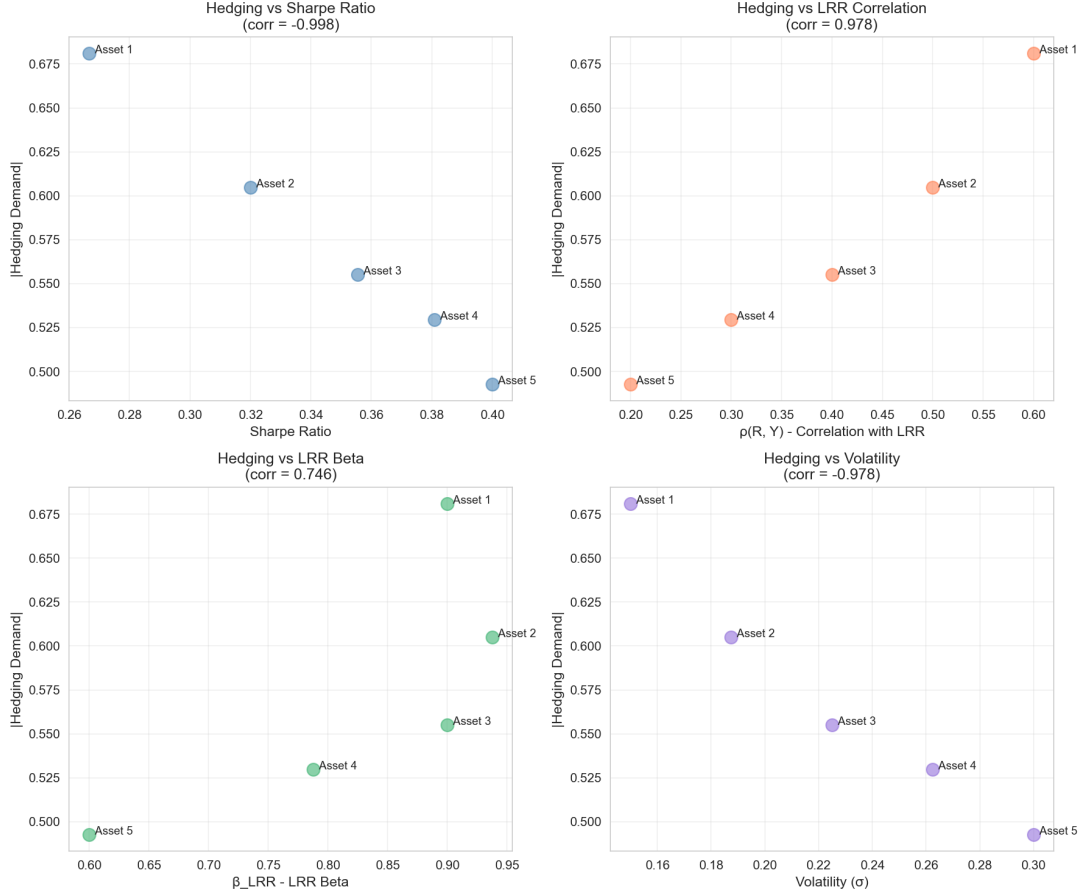 Hedging vs Sharpe Ratio
(corr = -0.998)
|Hedging Demand|
0.675
0.650
0.625
0.600
0.575
0.550
0.525
0.500
Asset 1
Asset 2
Asset 3
Asset 4
Asset 5
0.26 0.28 0.30 0.32 0.34 0.36 0.38 0.40
Sharpe Ratio
Hedging vs LRR Correlation
(corr = 0.978)
|Hedging Demand|
0.675
0.650
0.625
0.600
0.575
0.550
0.525
0.500
Asset 1
Asset 2
Asset 3
Asset 4
Asset 5
0.20 0.25 0.30 0.35 0.40 0.45 0.50 0.55 0.60
ρ(R, Y) - Correlation with LRR
Hedging vs LRR Beta
(corr = 0.746)
|Hedging Demand|
0.675
0.650
0.625
0.600
0.575
0.550
0.525
0.500
Asset 1
Asset 2
Asset 3
Asset 4
Asset 5
0.60 0.65 0.70 0.75 0.80 0.85 0.90 0.95
β_LRR - LRR Beta
Hedging vs Volatility
(corr = -0.978)
|Hedging Demand|
0.675
0.650
0.625
0.600
0.575
0.550
0.525
0.500
Asset 1
Asset 2
Asset 3
Asset 4
Asset 5
0.16 0.18 0.20 0.22 0.24 0.26 0.28 0.30
Volatility (σ)